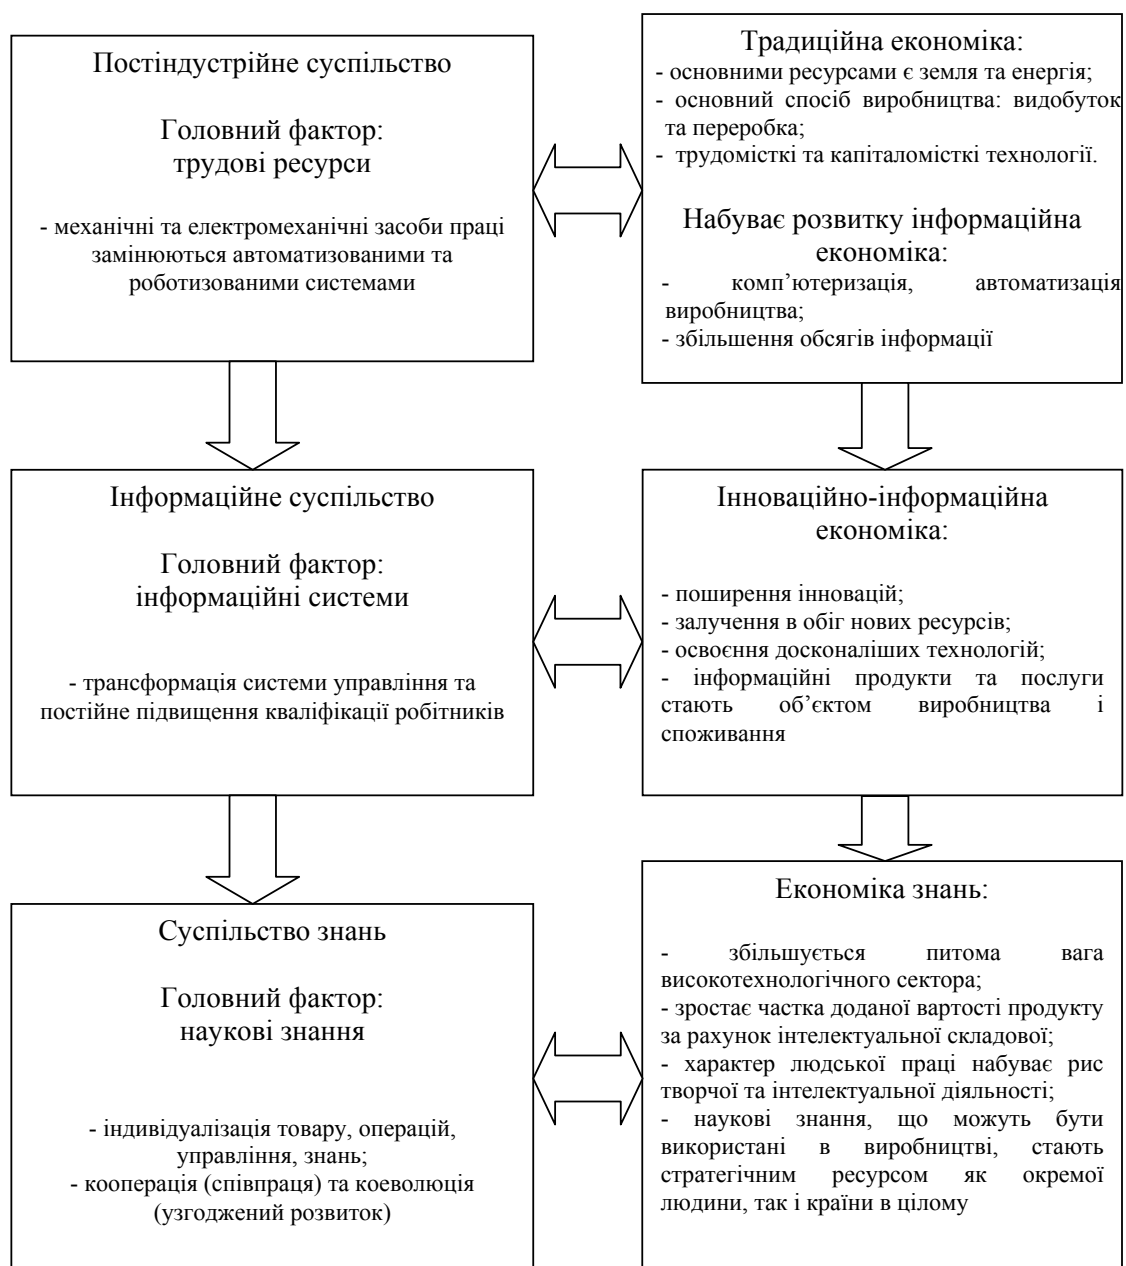 Постіндустрійне суспільство
Головний фактор:
трудові ресурси
- механічні та електромеханічні засоби праці
замінюються автоматизованими та
роботизованими системами
Традиційна економіка:
- основними ресурсами є земля та енергія;
- основний спосіб виробництва: видобуток
та переробка;
- трудомісткі та капіталомісткі технології.
Набуває розвитку інформаційна
економіка:
- комп’ютеризація, автоматизація
виробництва;
- збільшення обсягів інформації
Інформаційне суспільство
Головний фактор:
інформаційні системи
- трансформація системи управління та
постійне підвищення кваліфікації робітників
Інноваційно-інформаційна
економіка:
- поширення інновацій;
- залучення в обіг нових ресурсів;
- освоєння досконаліших технологій;
- інформаційні продукти та послуги
стають об’єктом виробництва і
споживання
Суспільство знань
Головний фактор:
наукові знання
- індивідуалізація товару, операцій,
управління, знань;
- кооперація (співпраця) та коеволюція
(узгоджений розвиток)
Економіка знань:
- збільшується питома вага
високотехнологічного сектора;
- зростає частка доданої вартості продукту
за рахунок інтелектуальної складової;
- характер людської праці набуває рис
творчої та інтелектуальної діяльності;
- наукові знання, що можуть бути
використані в виробництві, стають
стратегічним ресурсом як окремої
людини, так і країни в цілому